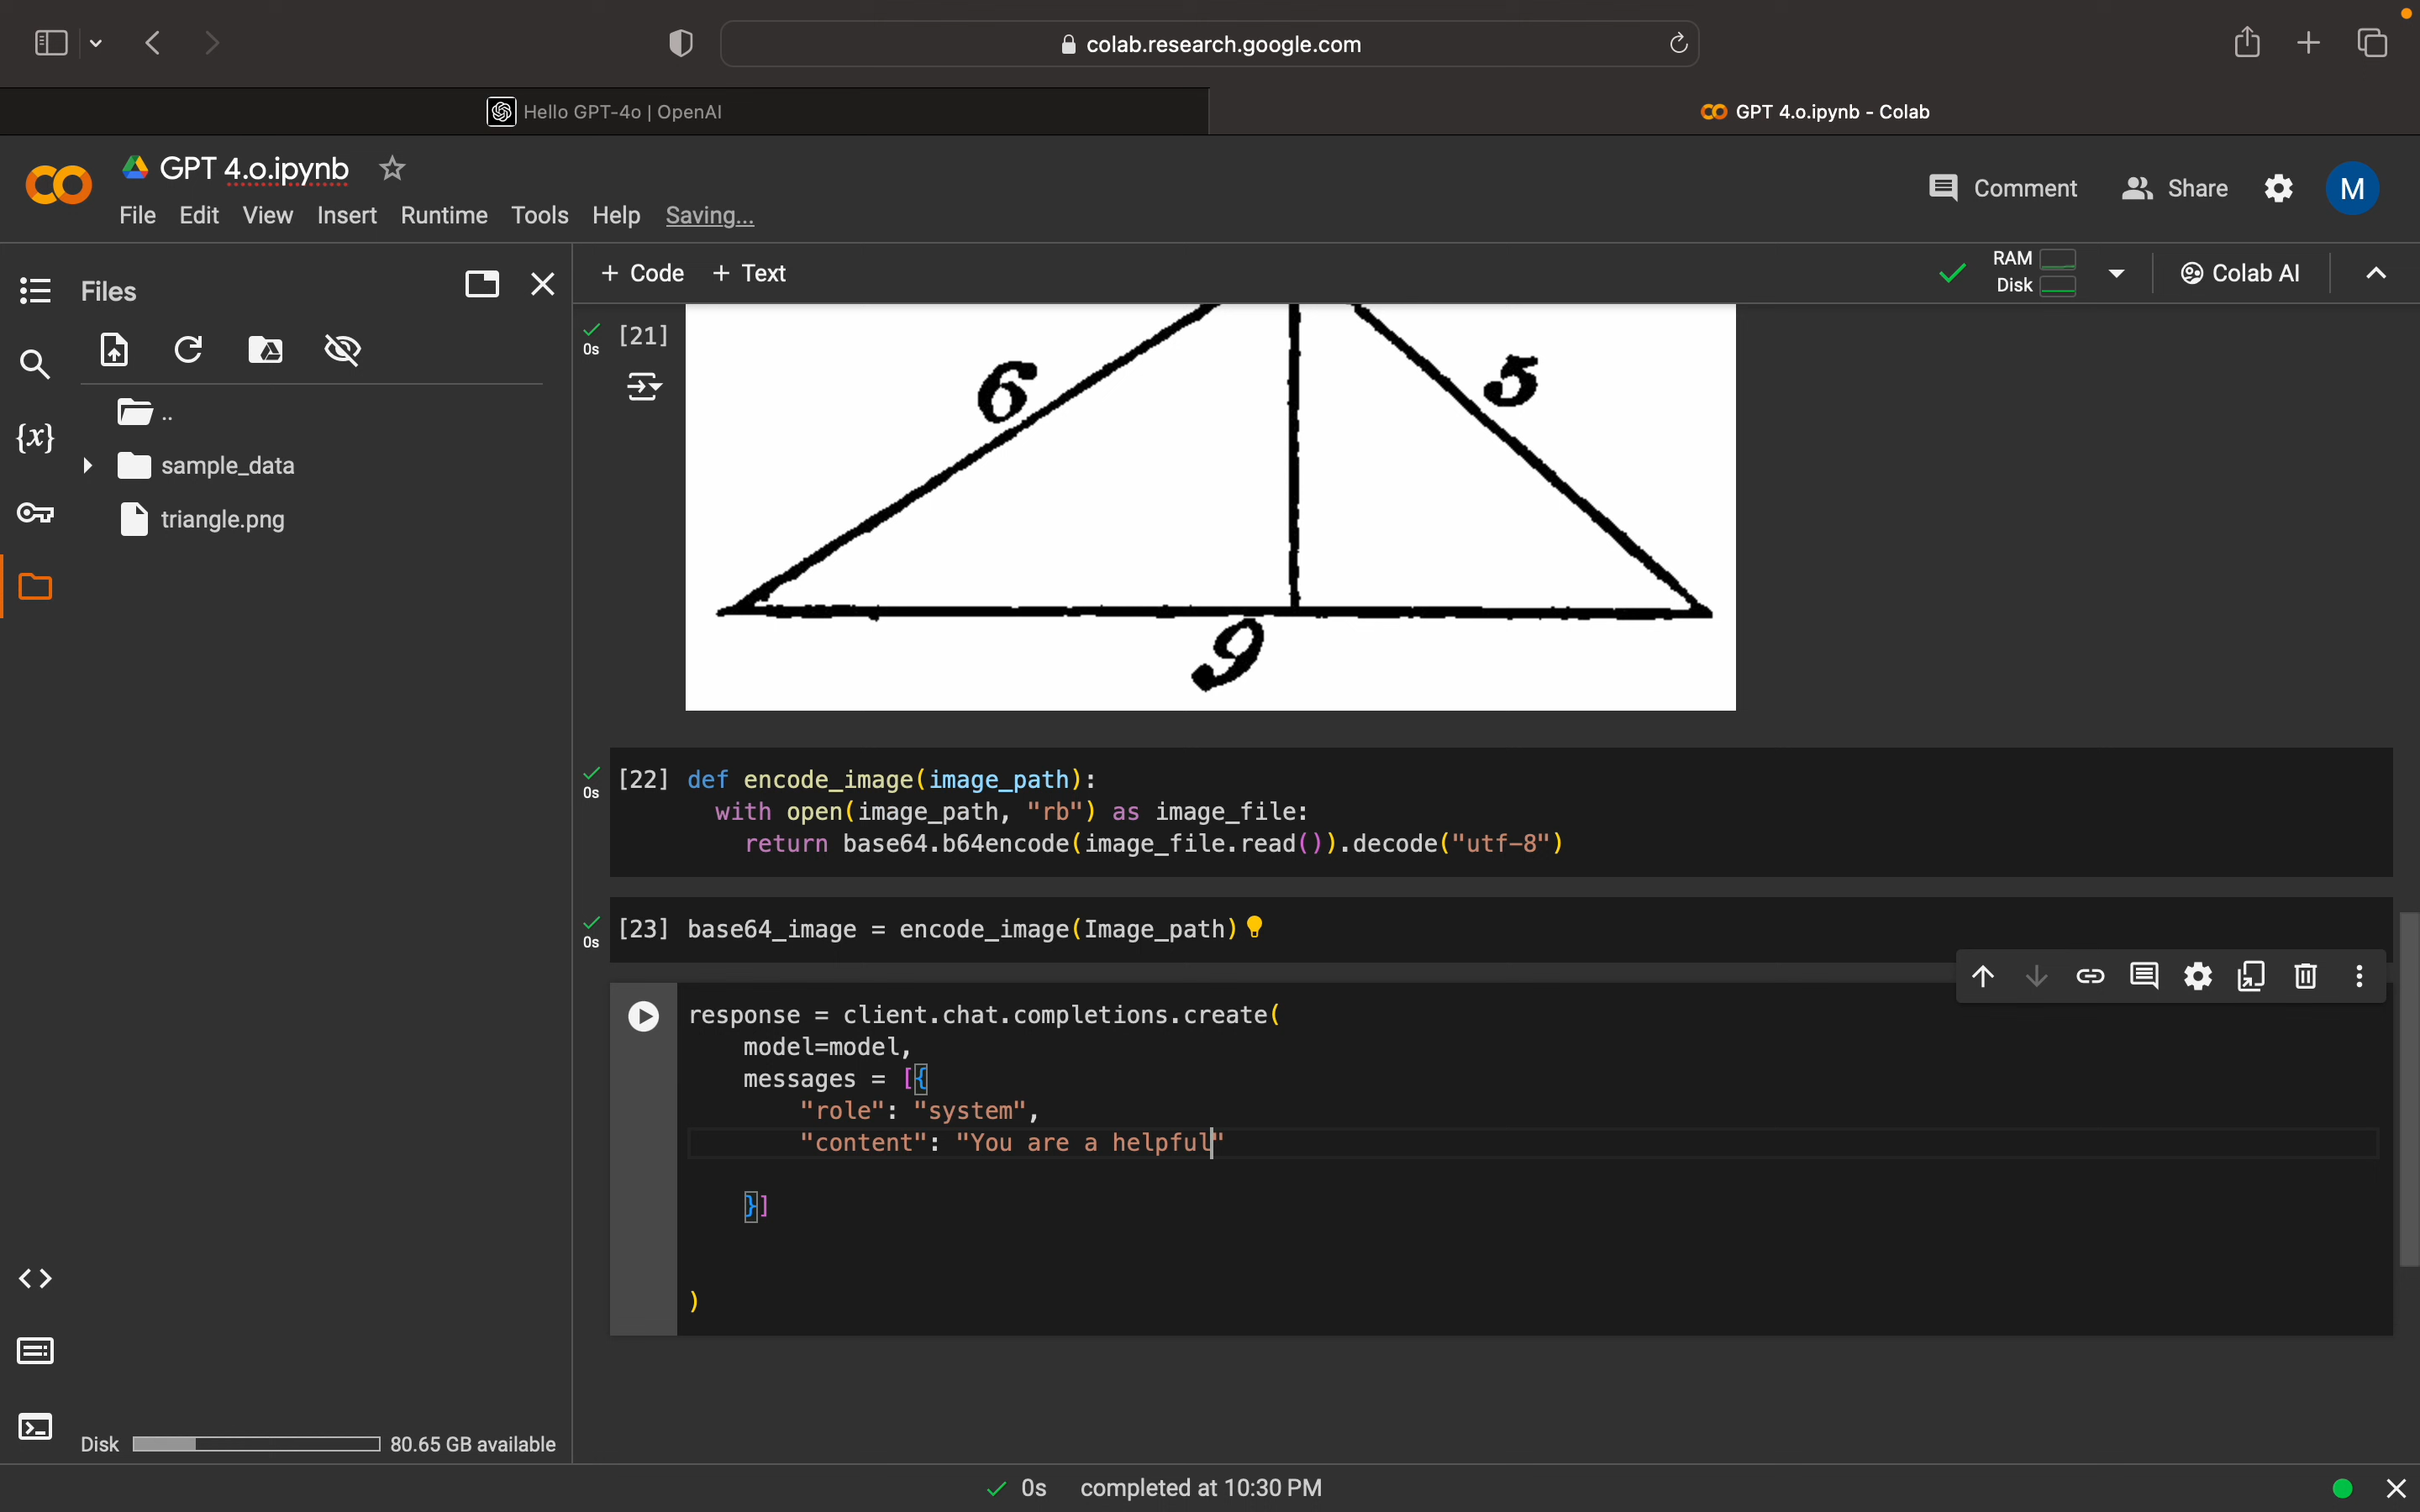 colab.research.google.com
Hello GPT-4o | OpenAI
GPT 4.o.ipynb - Colab
GPT 4.o.ipynb
Comment
Share
M
File Edit View Insert Runtime Tools Help Saving...
Files
+ Code + Text
RAM
Disk
Colab AI
..
sample_data
triangle.png
{x}
0s
[21]
6
5
9
0s
[22] def encode_image(image_path):
with open(image_path, "rb") as image_file:
return base64.b64encode(image_file.read()).decode("utf-8")
0s
[23] base64_image = encode_image(Image_path)
response = client.chat.completions.create(
model=model,
messages = [{
"role": "system",
"content": "You are a helpful"
}]
)
Disk 80.65 GB available
0s completed at 10:30 PM